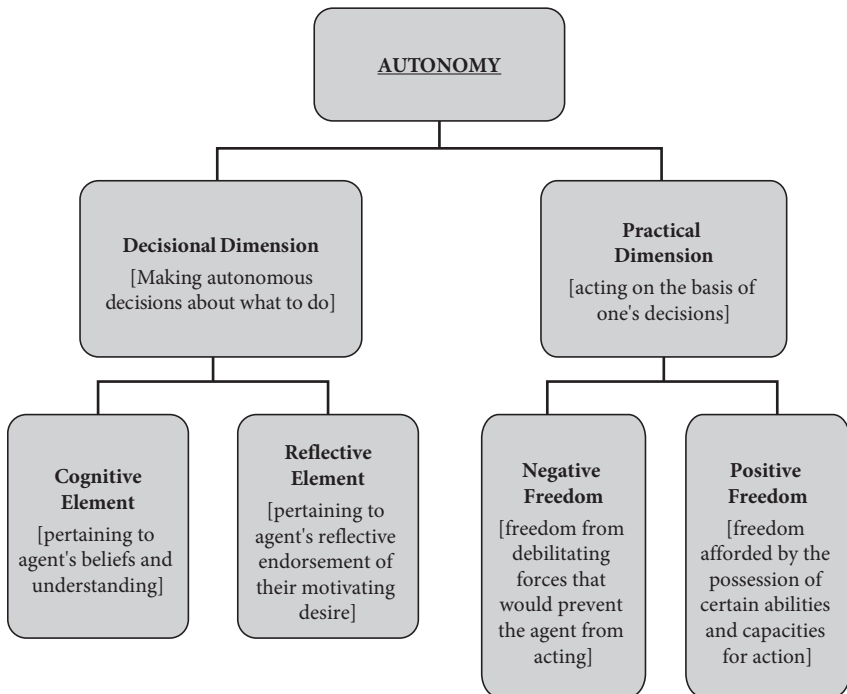 AUTONOMY
Decisional Dimension
[Making autonomous
decisions about what to do]
Practical
Dimension
[acting on the basis of
one's decisions]
Cognitive
Element
[pertaining to
agent's beliefs and
understanding]
Reflective
Element
[pertaining to
agent's reflective
endorsement of
their motivating
desire]
Negative
Freedom
[freedom from
debilitating
forces that
would prevent
the agent from
acting]
Positive
Freedom
[freedom
afforded by the
possession of
certain abilities
and capacities
for action]